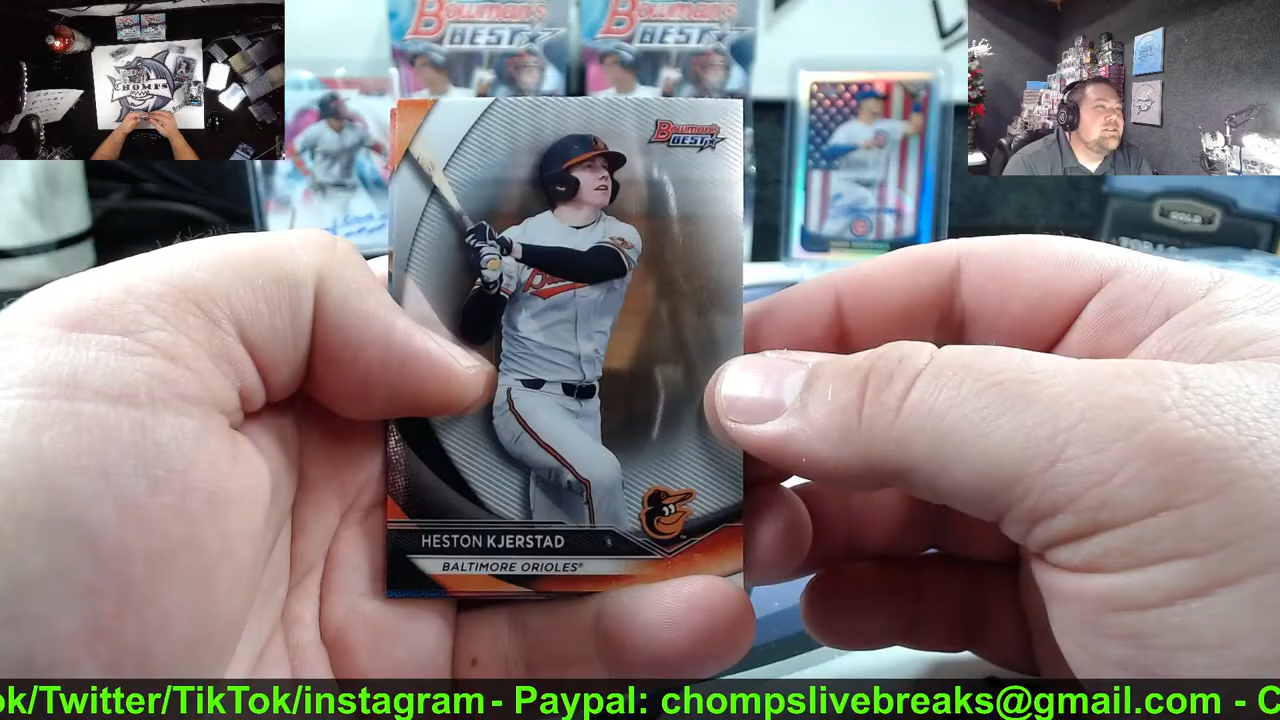 Bowman's
BEST
Bowman's
BEST
CHOMPS
Bowman's
BEST
HESTON KJERSTAD
BALTIMORE ORIOLES®
ok/Twitter/TikTok/instagram - Paypal: chompslivebreaks@gmail.com - C